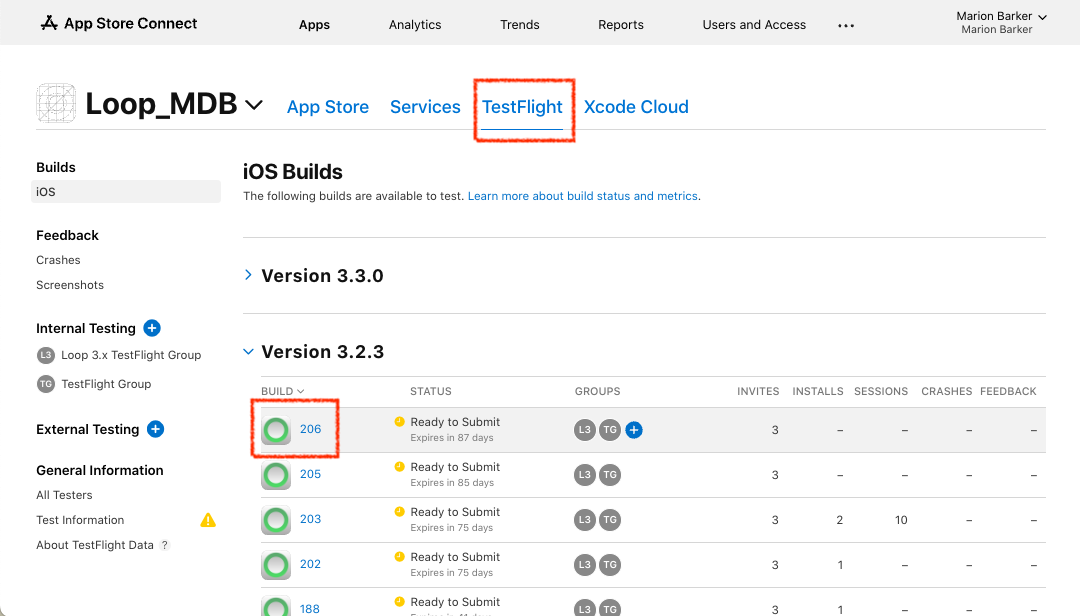 App Store Connect
Apps
Analytics
Trends
Reports
Users and Access
...
Marion Barker
Marion Barker
Loop_MDB
App Store
Services
TestFlight
Xcode Cloud
Builds
iOS
Feedback
Crashes
Screenshots
Internal Testing
L3 Loop 3.x TestFlight Group
TG TestFlight Group
External Testing
General Information
All Testers
Test Information
About TestFlight Data ?
iOS Builds
The following builds are available to test. Learn more about build status and metrics.
Version 3.3.0
Version 3.2.3
BUILD STATUS GROUPS INVITES INSTALLS SESSIONS CRASHES FEEDBACK
206 Ready to Submit L3 TG + 3 – – – –
Expires in 87 days
205 Ready to Submit L3 TG 3 – – – –
Expires in 85 days
203 Ready to Submit L3 TG 3 2 10 – –
Expires in 75 days
202 Ready to Submit L3 TG 3 1 – – –
Expires in 75 days
188 Ready to Submit L3 TG 3 1 – – –